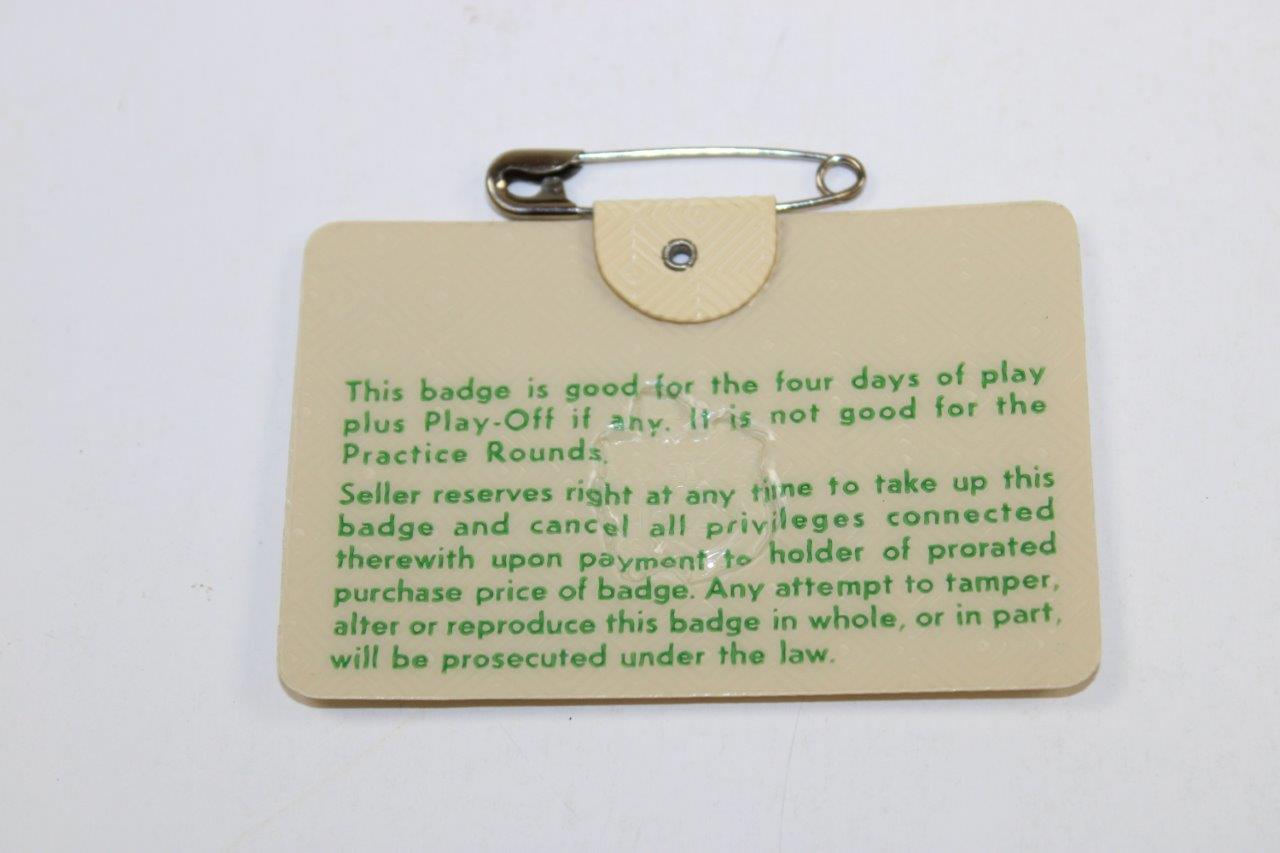 This badge is good for the four days of play
plus Play-Off if any. It is not good for the
Practice Rounds.
Seller reserves right at any time to take up this
badge and cancel all privileges connected
therewith upon payment to holder of prorated
purchase price of badge. Any attempt to tamper,
alter or reproduce this badge in whole, or in part,
will be prosecuted under the law.